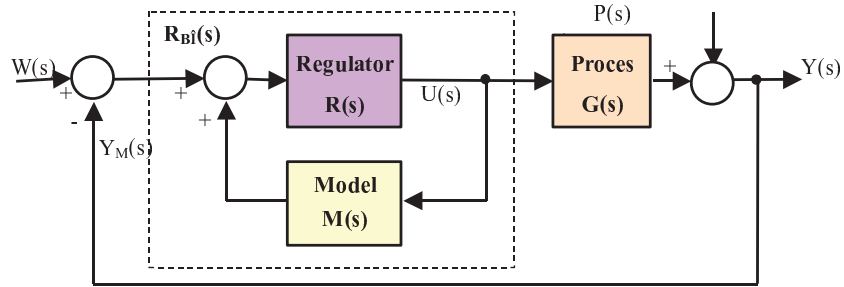 P(s)
R_BÎ(s)
W(s)
+
-
Y_M(s)
+
+
Regulator
R(s)
U(s)
Model
M(s)
Proces
G(s)
+
Y(s)